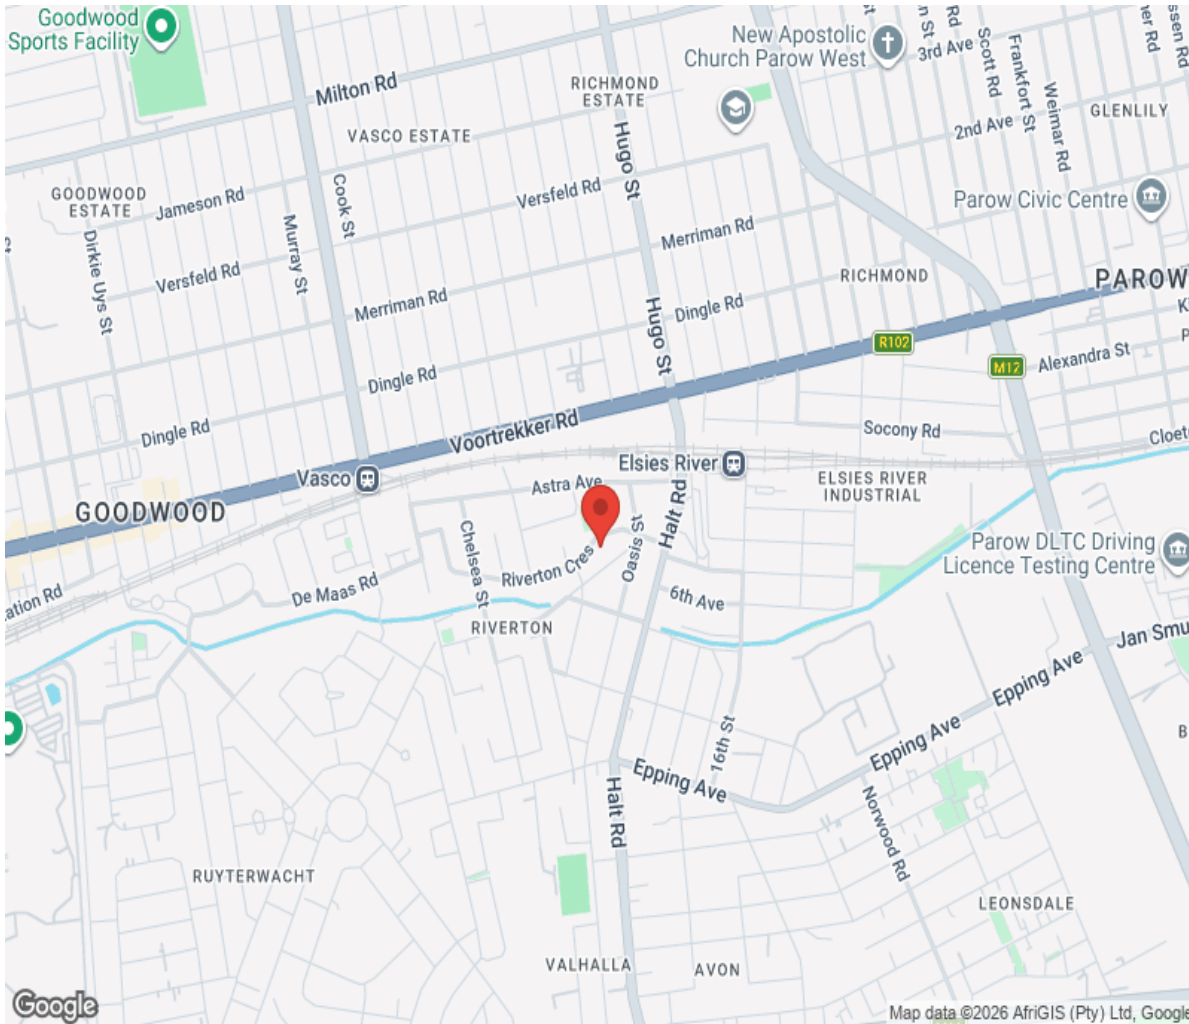 Goodwood
Sports Facility
Milton Rd
RICHMOND
ESTATE
New Apostolic
Church Parow West
3rd Ave
Scott Rd
Frankfort St
Weimar Rd
GLENLILY
2nd Ave
VASCO ESTATE
Hugo St
GOODWOOD
ESTATE
Jameson Rd
Cook St
Versfeld Rd
Parow Civic Centre
Dirkie Uys St
Murray St
Merriman Rd
Versfeld Rd
RICHMOND
PAROW
Merriman Rd
Hugo St
Dingle Rd
R102
M12
Alexandra St
Dingle Rd
Dingle Rd
Voortrekker Rd
Socony Rd
Vasco
Elsies River
Astra Ave
ELSIES RIVER
INDUSTRIAL
GOODWOOD
Halt Rd
Oasis St
Chelsea St
Riverton Cres
De Maas Rd
Parow DLTC Driving
Licence Testing Centre
6th Ave
RIVERTON
Epping Ave
Epping Ave
16th St
Epping Ave
Halt Rd
Norwood Rd
RUYTERWACHT
LEONSDALE
VALHALLA
AVON
Google
Map data ©2026 AfriGIS (Pty) Ltd, Google